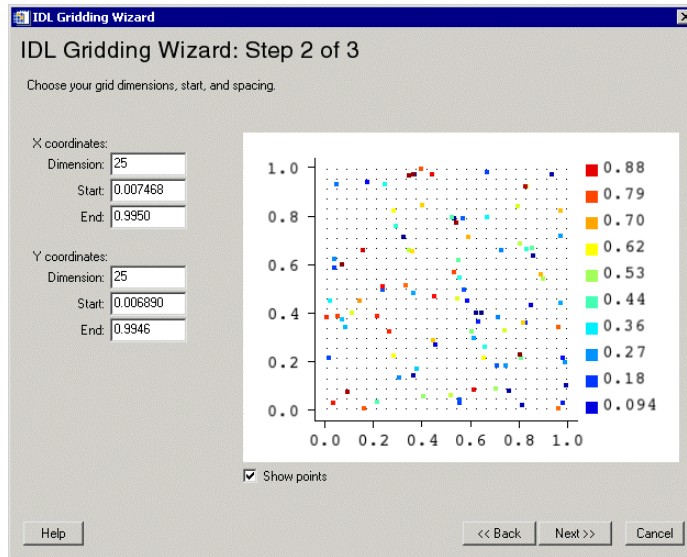 IDL Gridding Wizard
IDL Gridding Wizard: Step 2 of 3
Choose your grid dimensions, start, and spacing.
X coordinates:
Dimension: 25
Start: 0.007468
End: 0.9950
Y coordinates:
Dimension: 25
Start: 0.006890
End: 0.9946
1.0
0.8
0.6
0.4
0.2
0.0
0.0 0.2 0.4 0.6 0.8 1.0
0.88
0.79
0.70
0.62
0.53
0.44
0.36
0.27
0.18
0.094
Show points
Help
<< Back
Next >>
Cancel